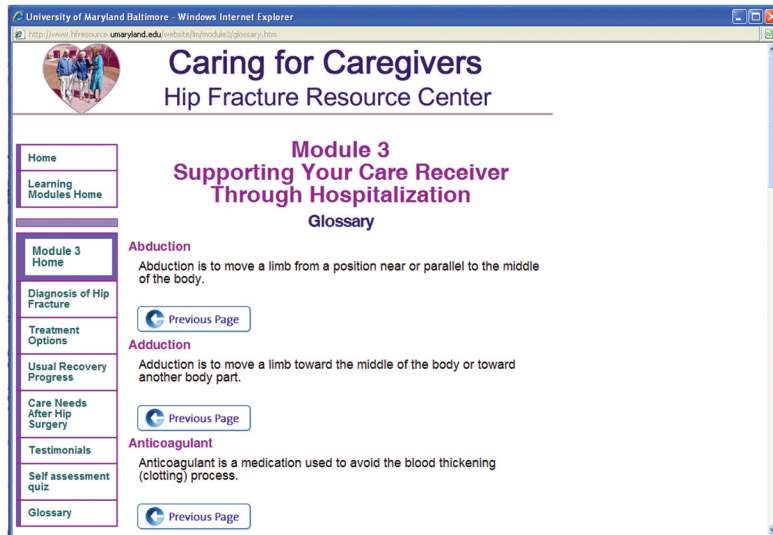 University of Maryland Baltimore - Windows Internet Explorer
http://www.hfresource.umaryland.edu/website/lm/module3/glossary.htm
Caring for Caregivers
Hip Fracture Resource Center
Home
Learning
Modules Home
Module 3
Home
Diagnosis of Hip
Fracture
Treatment
Options
Usual Recovery
Progress
Care Needs
After Hip
Surgery
Testimonials
Self assessment
quiz
Glossary
Module 3
Supporting Your Care Receiver
Through Hospitalization
Glossary
Abduction
Abduction is to move a limb from a position near or parallel to the middle
of the body.
Previous Page
Adduction
Adduction is to move a limb toward the middle of the body or toward
another body part.
Previous Page
Anticoagulant
Anticoagulant is a medication used to avoid the blood thickening
(clotting) process.
Previous Page